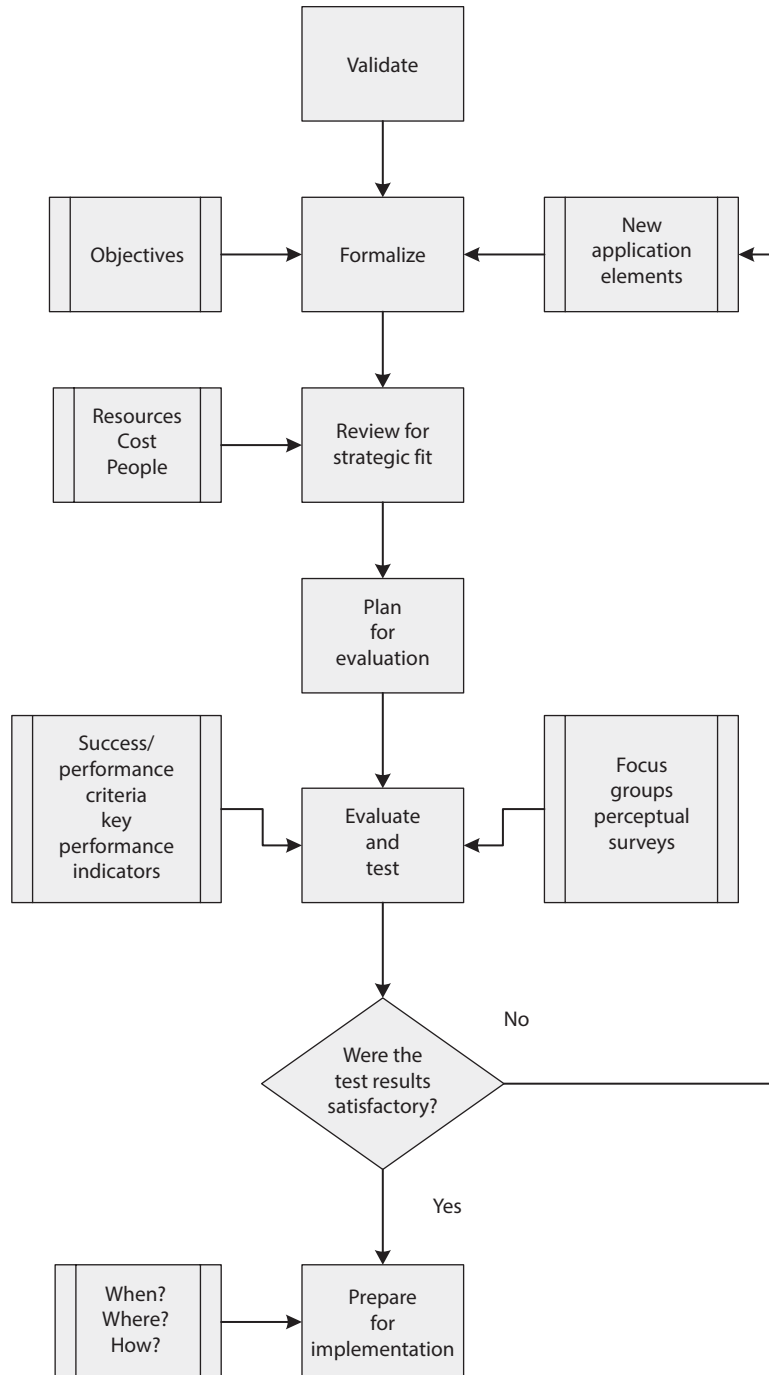 Validate
Objectives
Formalize
New
application
elements
Resources
Cost
People
Review for
strategic fit
Plan
for
evaluation
Success/
performance
criteria
key
performance
indicators
Evaluate
and
test
Focus
groups
perceptual
surveys
Were the
test results
satisfactory?
No
Yes
When?
Where?
How?
Prepare
for
implementation